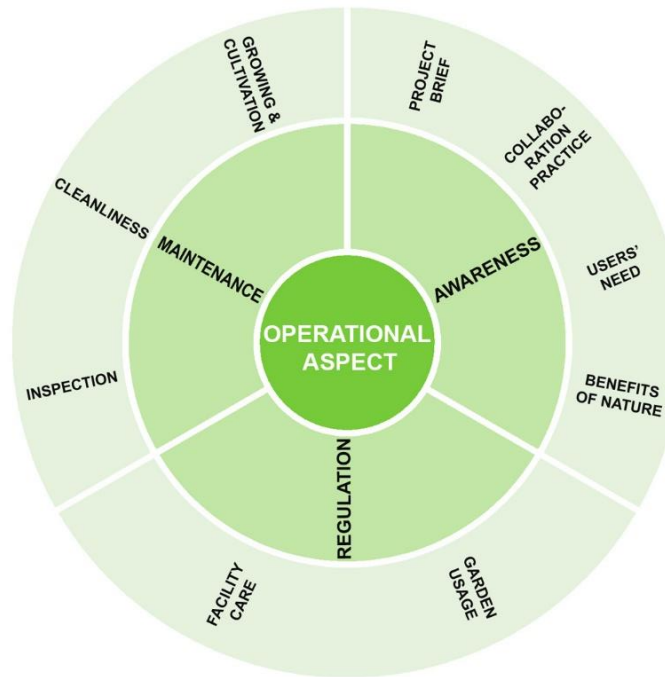 OPERATIONAL
ASPECT
AWARENESS
PROJECT
BRIEF
COLLABO-
RATION
PRACTICE
USERS'
NEED
BENEFITS
OF NATURE
REGULATION
GARDEN
USAGE
FACILITY
CARE
MAINTENANCE
INSPECTION
CLEANLINESS
GROWING &
CULTIVATION